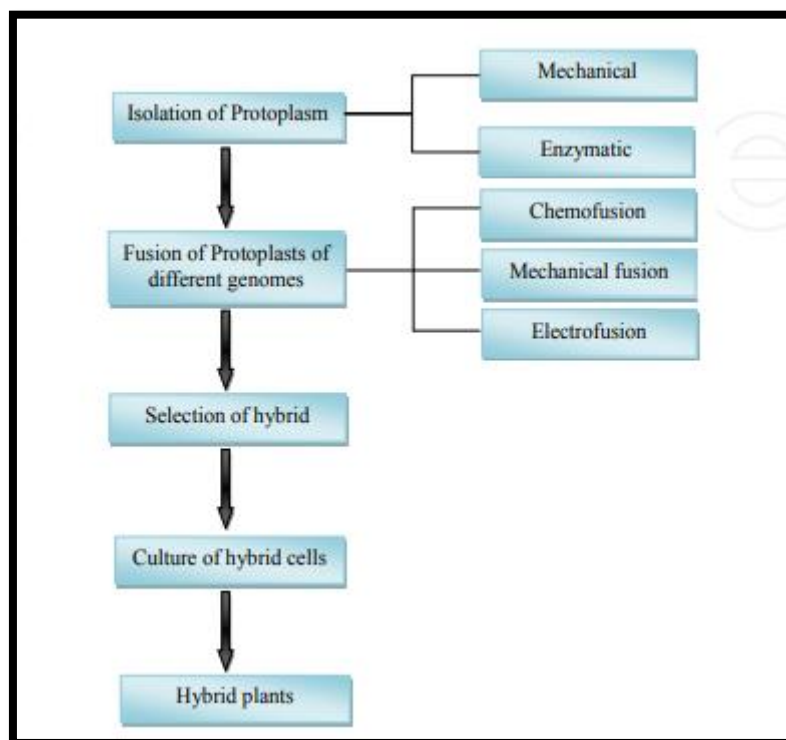 Mechanical
Isolation of Protoplasm
Enzymatic
Chemofusion
Fusion of Protoplasts of
different genomes
Mechanical fusion
Electrofusion
Selection of hybrid
Culture of hybrid cells
Hybrid plants